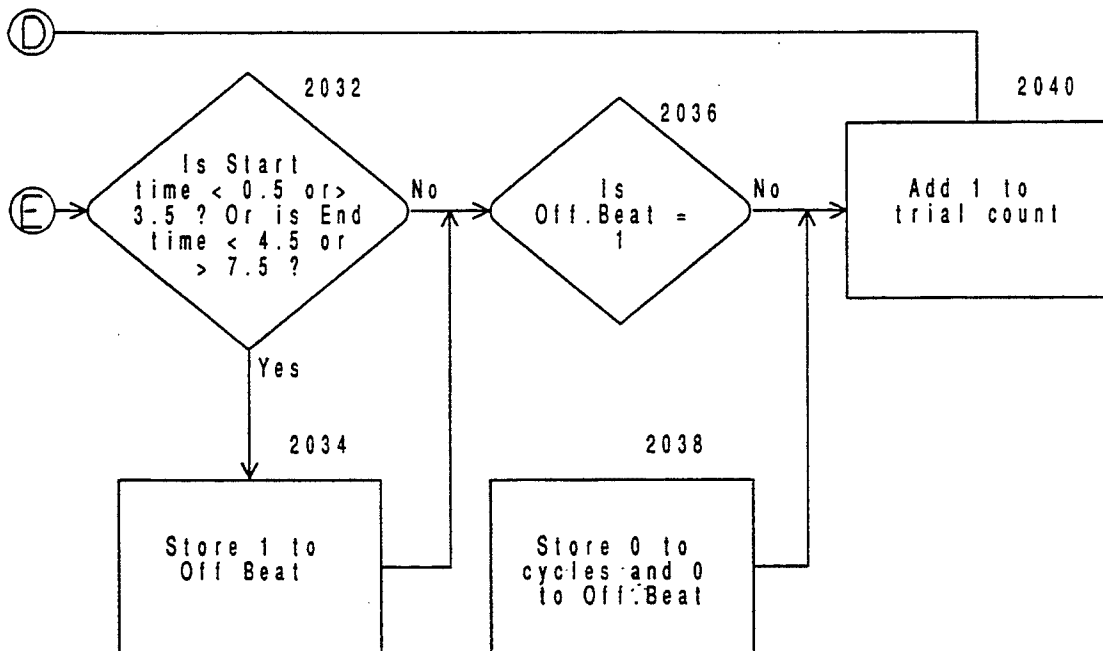 D
2032
2040
2036
Is Start
time < 0.5 or>
3.5 ? Or is End
time < 4.5 or
> 7.5 ?
E
No
Is
Off.Beat =
1
No
Add 1 to
trial count
Yes
2034
2038
Store 1 to
Off Beat
Store 0 to
cycles and 0
to Off.Beat